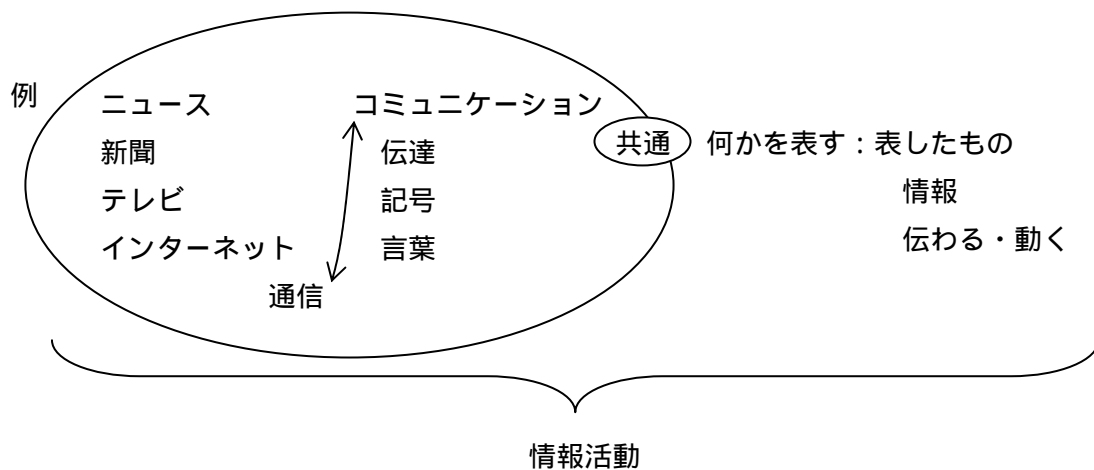 例
ニュース
新聞
テレビ
インターネット
通信
コミュニケーション
伝達
記号
言葉
共通
何かを表す:表したもの
情報
伝わる・動く
情報活動